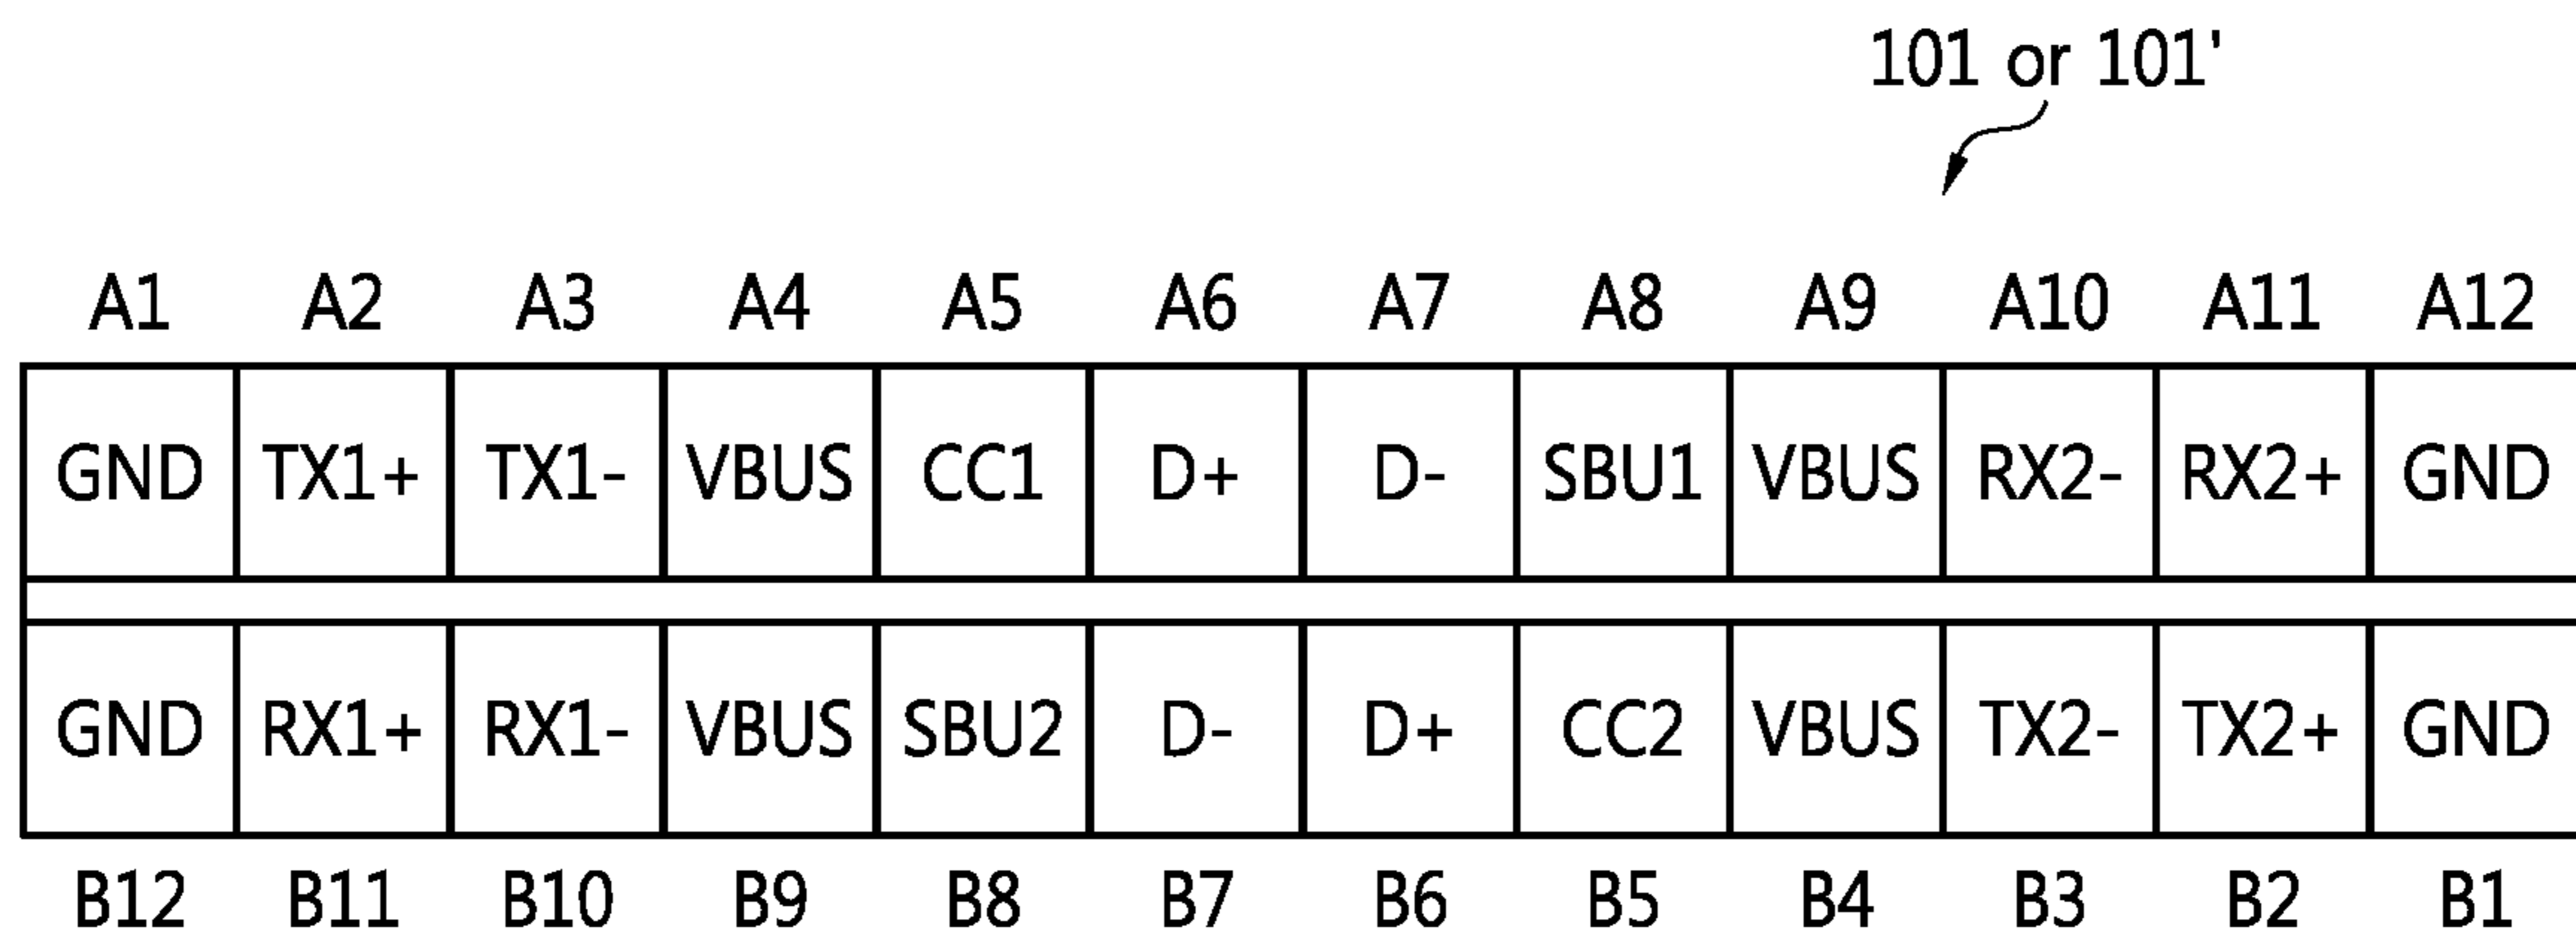 101 or 101'
A1 A2 A3 A4 A5 A6 A7 A8 A9 A10 A11 A12
GND TX1+ TX1- VBUS CC1 D+ D- SBU1 VBUS RX2- RX2+ GND
GND RX1+ RX1- VBUS SBU2 D- D+ CC2 VBUS TX2- TX2+ GND
B12 B11 B10 B9 B8 B7 B6 B5 B4 B3 B2 B1